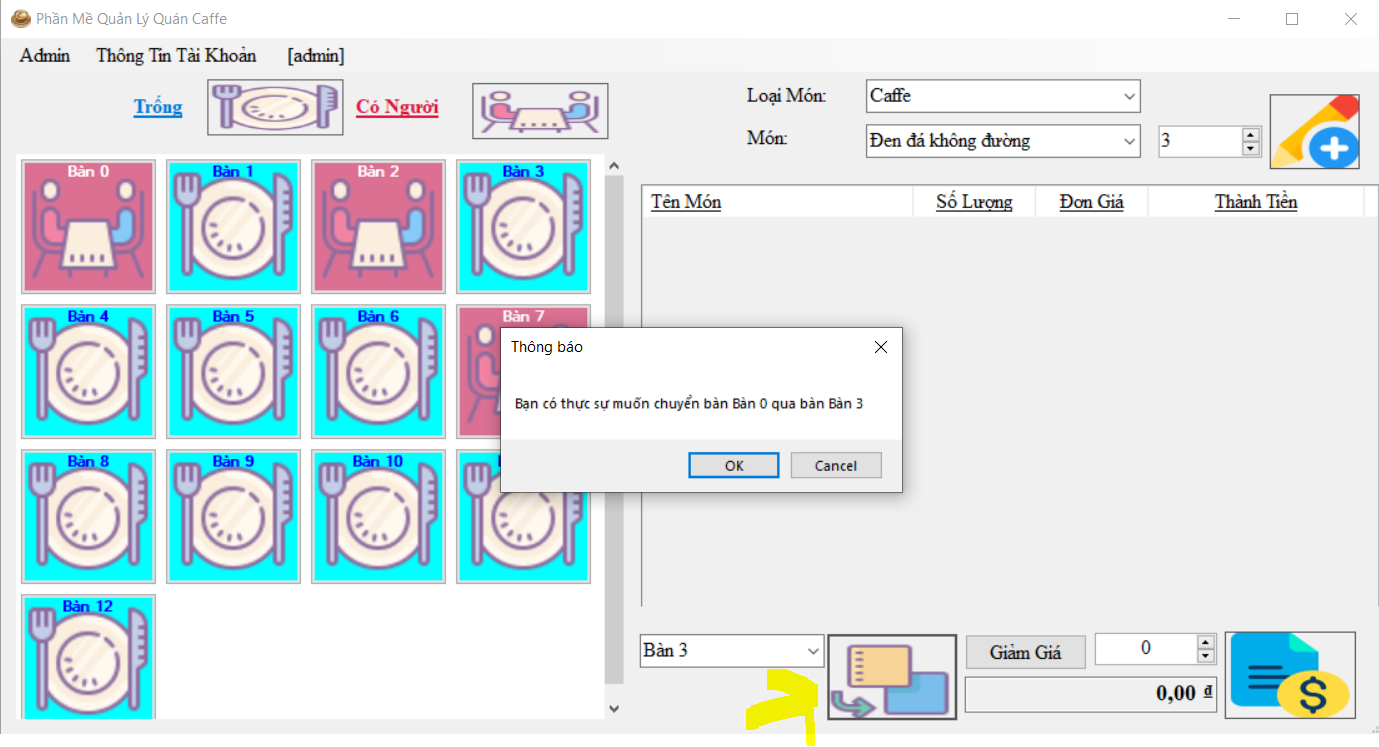 Phần Mề Quản Lý Quán Caffe
Admin Thông Tin Tài Khoản [admin]
Trống Có Người
Loại Món: Caffe
Món: Đen đá không đường 3
Bàn 0 Bàn 1 Bàn 2 Bàn 3
Tên Món Số Lượng Đơn Giá Thành Tiền
Bàn 4 Bàn 5 Bàn 6 Bàn 7
Thông báo
Bạn có thực sự muốn chuyển bàn Bàn 0 qua bàn Bàn 3
OK Cancel
Bàn 8 Bàn 9 Bàn 10
Bàn 12
Bàn 3 Giảm Giá 0
0,00 ₫
$